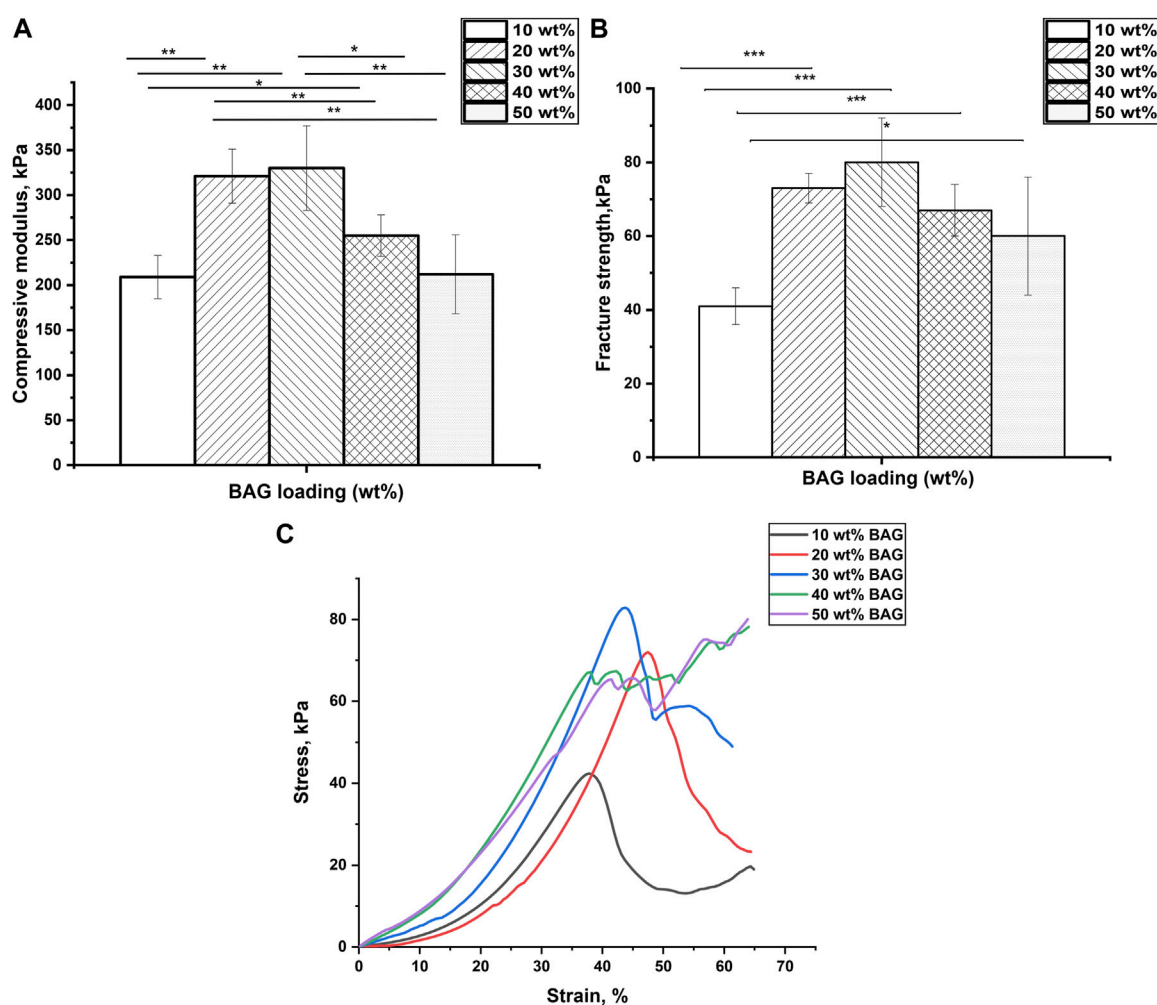 A
**
*
**
**
*
**
**
10 wt%
20 wt%
30 wt%
40 wt%
50 wt%
Compressive modulus, kPa
400
350
300
250
200
150
100
50
0
BAG loading (wt%)
B
***
***
***
*
10 wt%
20 wt%
30 wt%
40 wt%
50 wt%
Fracture strength,kPa
100
80
60
40
20
0
BAG loading (wt%)
C
10 wt% BAG
20 wt% BAG
30 wt% BAG
40 wt% BAG
50 wt% BAG
Stress, kPa
80
60
40
20
0
0 10 20 30 40 50 60 70
Strain, %